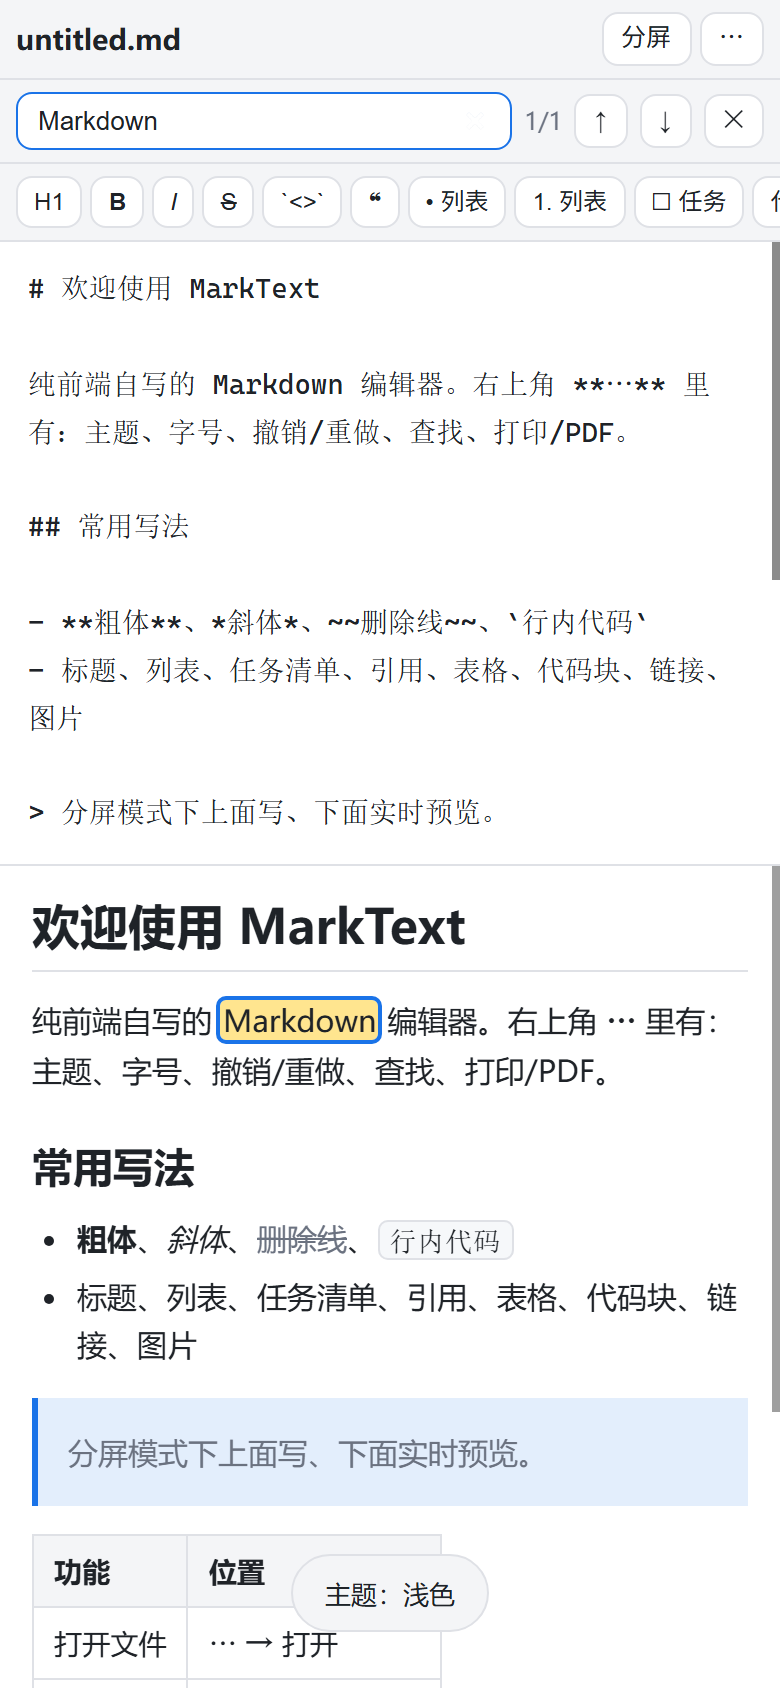 untitled.md 分屏 ···
Markdown 1/1 ↑ ↓ ×
H1 B I S `<>` ❝ • 列表 1. 列表 ☐ 任务
# 欢迎使用 MarkText
纯前端自写的 Markdown 编辑器。右上角 **…** 里
有：主题、字号、撤销/重做、查找、打印/PDF。
## 常用写法
- **粗体**、*斜体*、~~删除线~~、`行内代码`
- 标题、列表、任务清单、引用、表格、代码块、链接、
图片
> 分屏模式下上面写、下面实时预览。
欢迎使用 MarkText
纯前端自写的 Markdown 编辑器。右上角 … 里有：
主题、字号、撤销/重做、查找、打印/PDF。
常用写法
• 粗体、斜体、删除线、行内代码
• 标题、列表、任务清单、引用、表格、代码块、链
接、图片
分屏模式下上面写、下面实时预览。
功能 位置
主题：浅色
打开文件 … → 打开